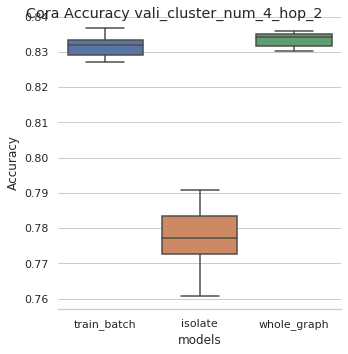 Cora Accuracy vali_cluster_num_4_hop_2
0.84
0.83
0.82
0.81
0.80
0.79
0.78
0.77
0.76
Accuracy
train_batch
isolate
whole_graph
models